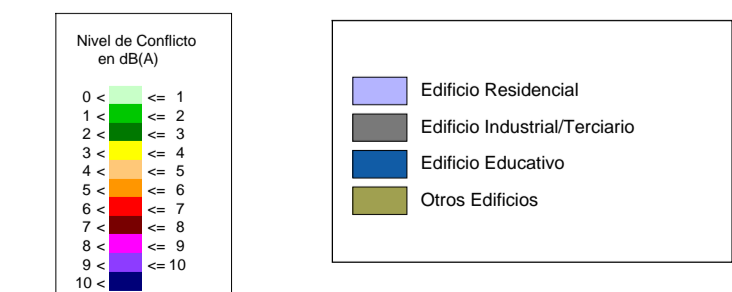 Nivel de Conflicto
en dB(A)
0 < <= 1
1 < <= 2
2 < <= 3
3 < <= 4
4 < <= 5
5 < <= 6
6 < <= 7
7 < <= 8
8 < <= 9
9 < <= 10
10 <
Edificio Residencial
Edificio Industrial/Terciario
Edificio Educativo
Otros Edificios